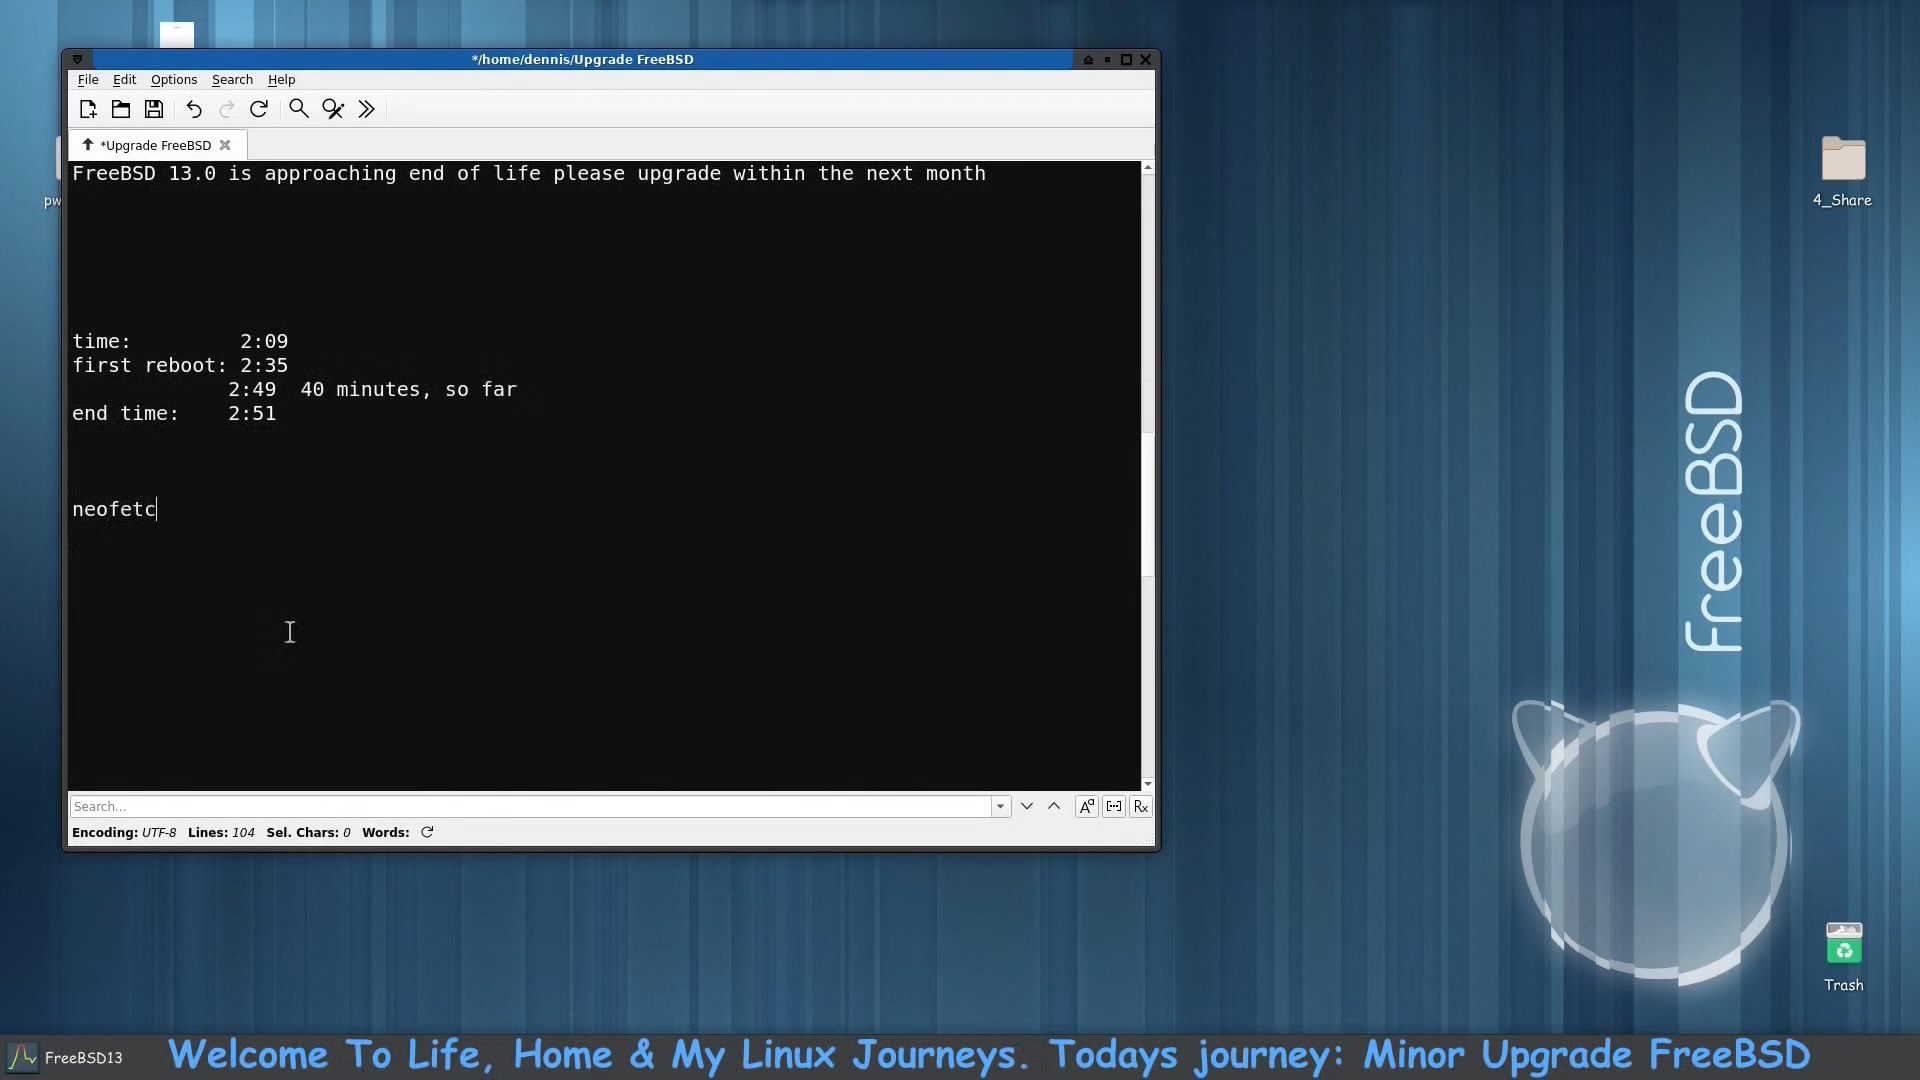 */home/dennis/Upgrade FreeBSD
File Edit Options Search Help
*Upgrade FreeBSD
FreeBSD 13.0 is approaching end of life please upgrade within the next month
time: 2:09
first reboot: 2:35
2:49 40 minutes, so far
end time: 2:51
neofetc
Search...
Aa
Rx
Encoding: UTF-8 Lines: 104 Sel. Chars: 0 Words:
pw
4_Share
FreeBSD
Trash
FreeBSD13
Welcome To Life, Home & My Linux Journeys. Todays journey: Minor Upgrade FreeBSD